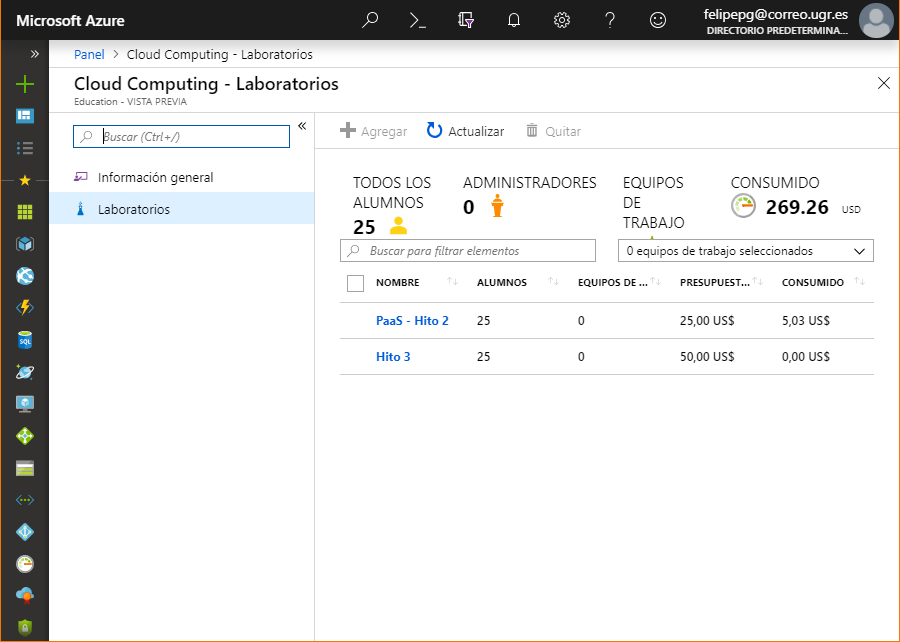 Microsoft Azure
felipepg@correo.ugr.es
DIRECTORIO PREDETERMINA...
Panel > Cloud Computing - Laboratorios
Cloud Computing - Laboratorios
Education - VISTA PREVIA
Buscar (Ctrl+/)
Información general
Laboratorios
Agregar Actualizar Quitar
TODOS LOS ALUMNOS
25
ADMINISTRADORES
0
EQUIPOS DE TRABAJO
CONSUMIDO
269.26 USD
Buscar para filtrar elementos
0 equipos de trabajo seleccionados
NOMBRE ALUMNOS EQUIPOS DE ... PRESUPUEST... CONSUMIDO
PaaS - Hito 2 25 0 25,00 US$ 5,03 US$
Hito 3 25 0 50,00 US$ 0,00 US$
SQL